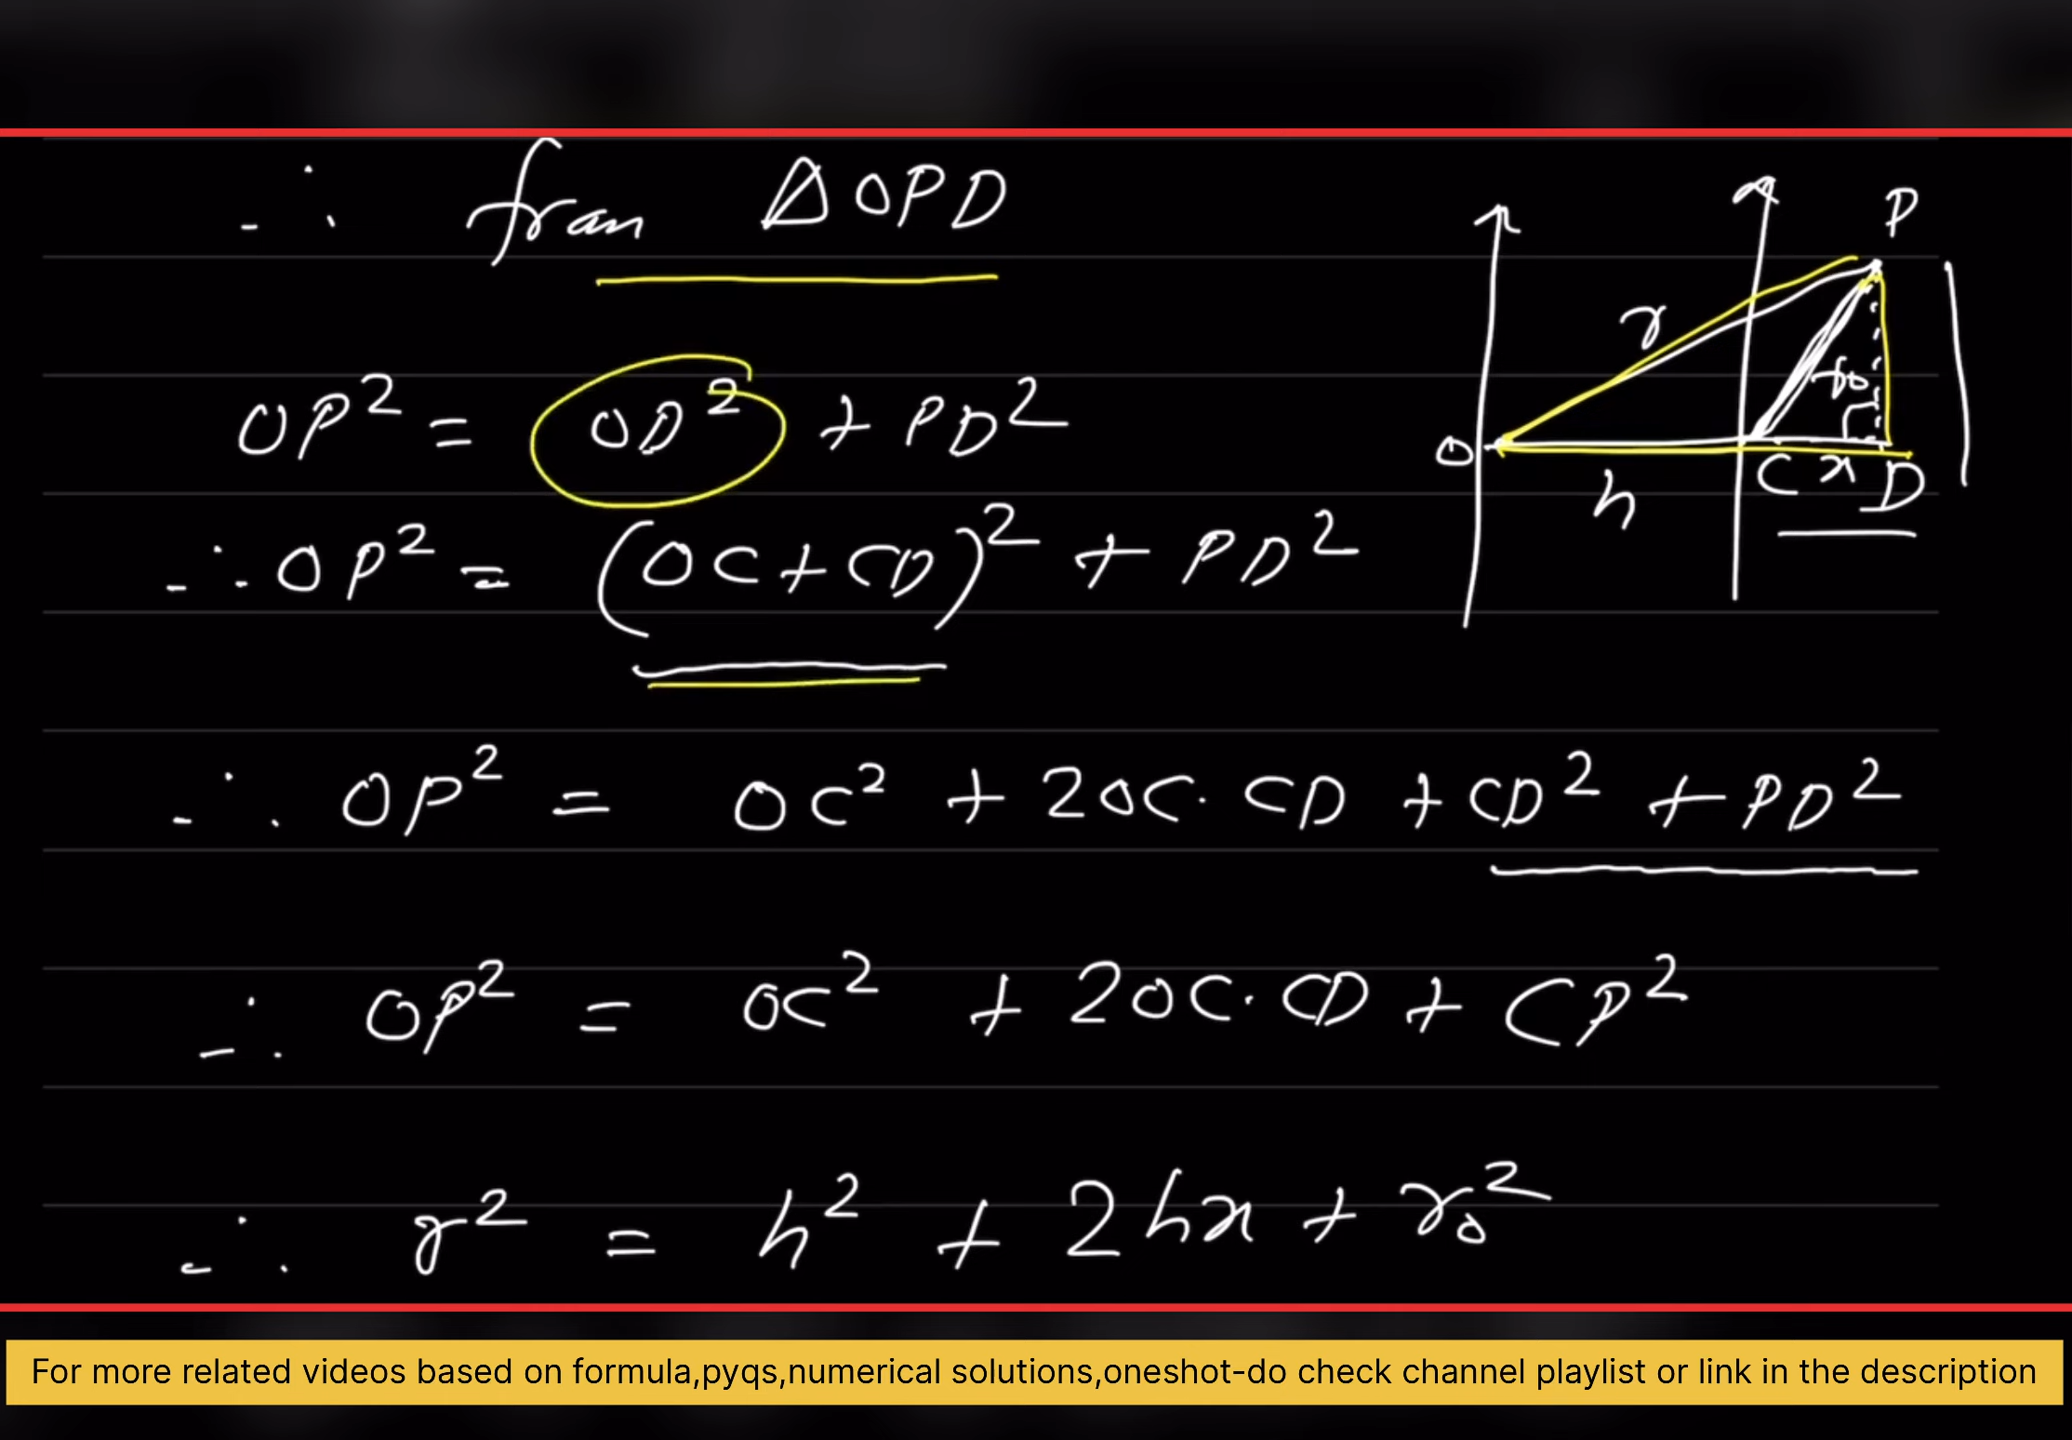 ∴ from ΔOPD
OP² = OD² + PD²
∴ OP² = (OC + CD)² + PD²
∴ OP² = OC² + 2OC · CD + CD² + PD²
∴ OP² = OC² + 2OC · CD + CP²
∴ r² = h² + 2hx + r₀²
P
r
r₀
O
C x D
h
For more related videos based on formula,pyqs,numerical solutions,oneshot-do check channel playlist or link in the description